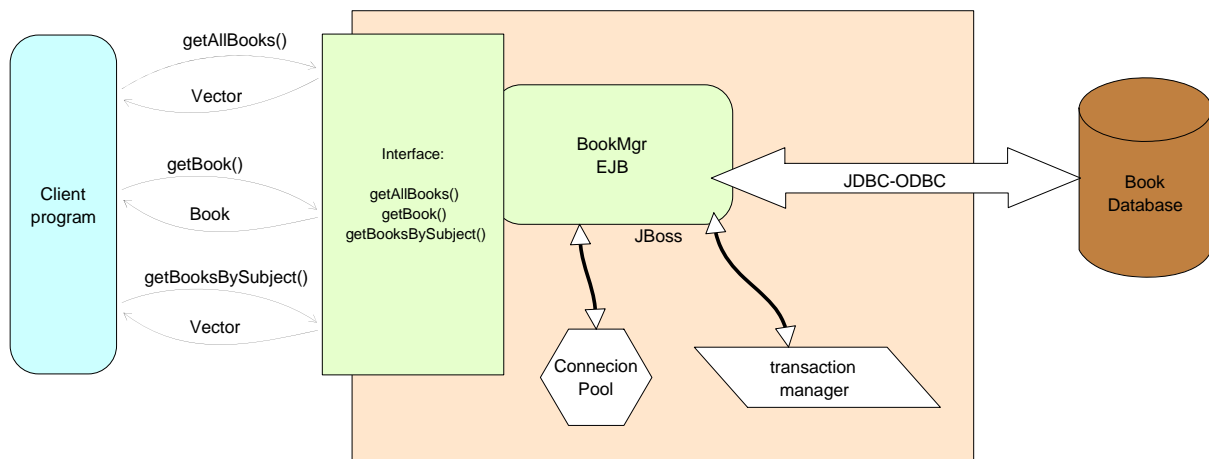 getAllBooks()
Vector
getBook()
Book
getBooksBySubject()
Vector
Client
program
Interface:
getAllBooks()
getBook()
getBooksBySubject()
BookMgr
EJB
JBoss
JDBC-ODBC
Book
Database
Connecion
Pool
transaction
manager